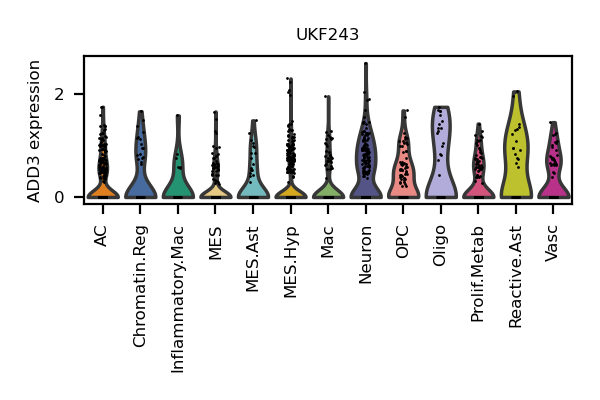 UKF243
ADD3 expression
2
0
AC
Chromatin.Reg
Inflammatory.Mac
MES
MES.Ast
MES.Hyp
Mac
Neuron
OPC
Oligo
Prolif.Metab
Reactive.Ast
Vasc